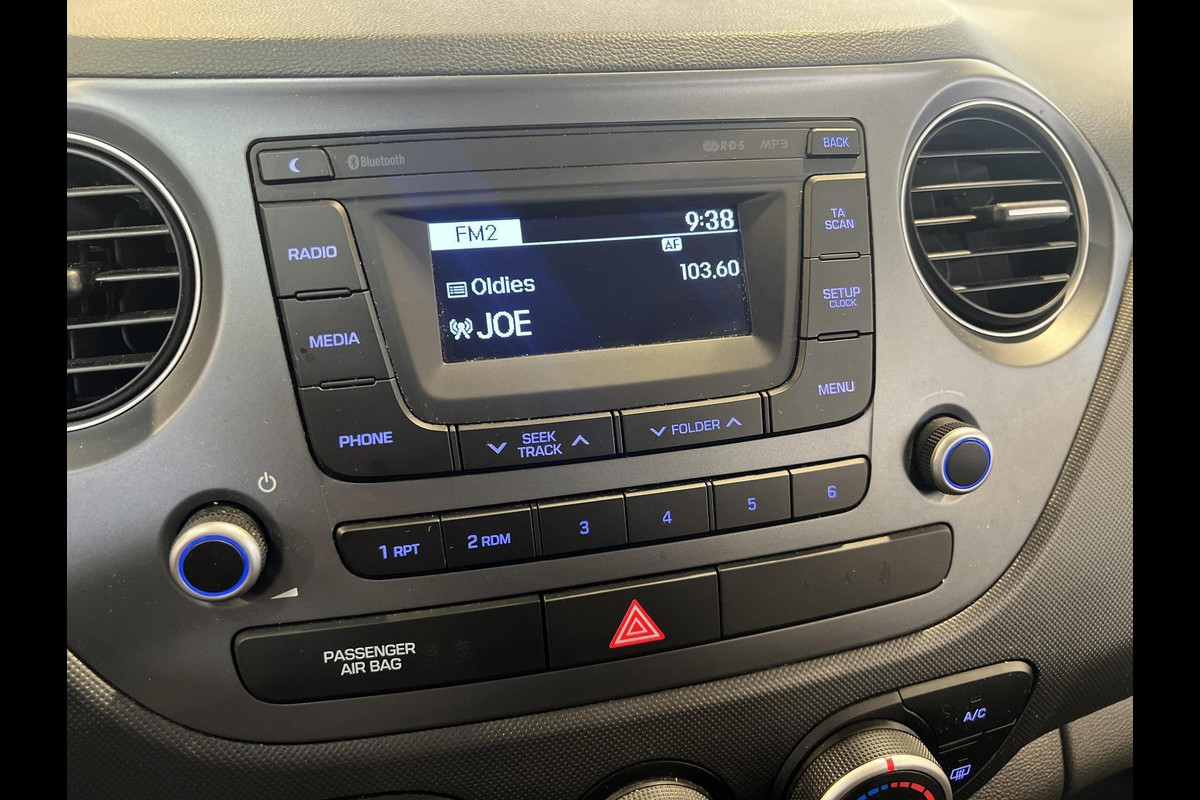 Bluetooth
R·D·S
MP3
BACK
RADIO
MEDIA
PHONE
FM2
9:38
AF
103.60
Oldies
JOE
TA
SCAN
SETUP
CLOCK
MENU
SEEK
TRACK
FOLDER
1 RPT
2 RDM
3
4
5
6
PASSENGER
AIR BAG
A/C